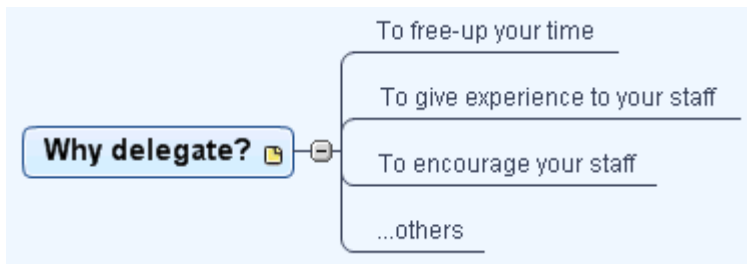 To free-up your time
To give experience to your staff
Why delegate?
To encourage your staff
...others